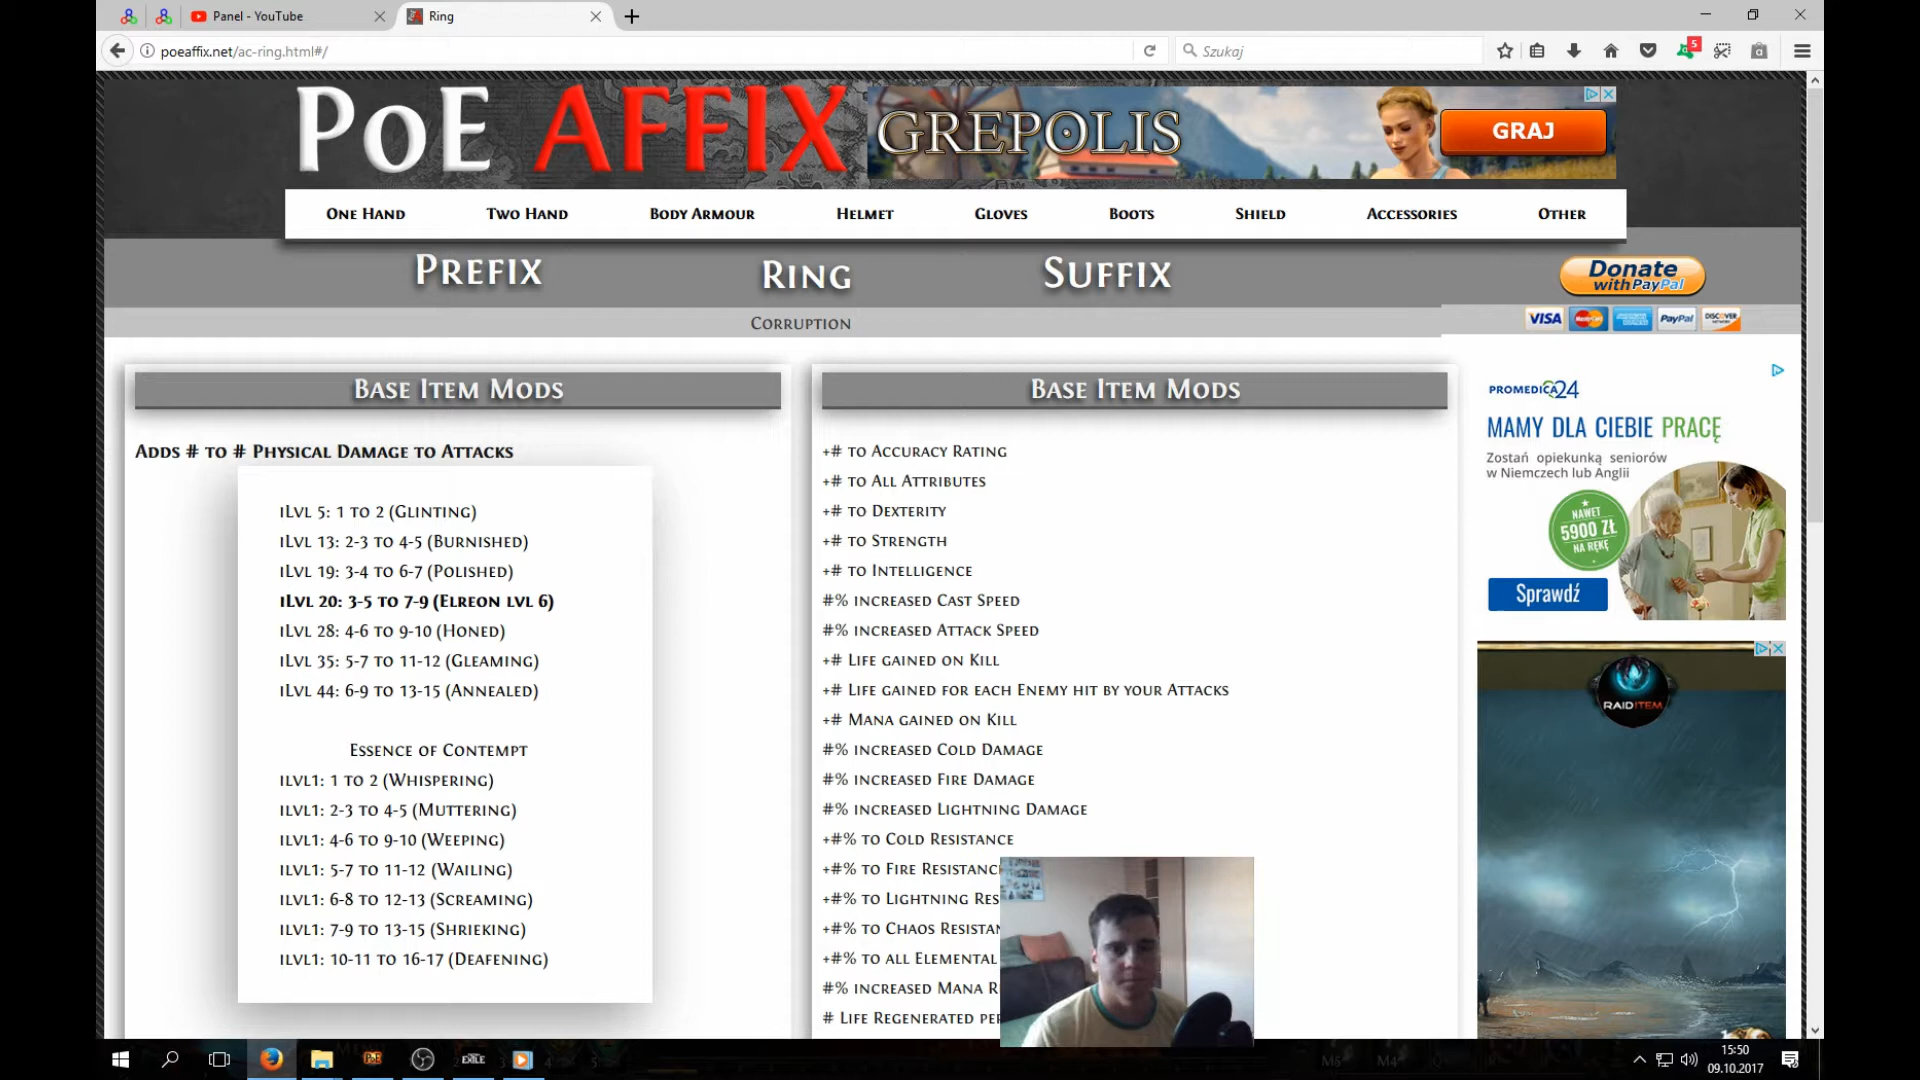 Panel - YouTube
Ring
poeaffix.net/ac-ring.html#/
Szukaj
5
PoE AFFIX
GREPOLIS
GRAJ
One Hand
Two Hand
Body Armour
Helmet
Gloves
Boots
Shield
Accessories
Other
Prefix
Ring
Suffix
Donate
with PayPal
Corruption
VISA
MasterCard
PayPal
DISCOVER
Base Item Mods
Adds # to # Physical Damage to Attacks
iLvl 5: 1 to 2 (Glinting)
iLvl 13: 2-3 to 4-5 (Burnished)
iLvl 19: 3-4 to 6-7 (Polished)
iLvl 20: 3-5 to 7-9 (Elreon lvl 6)
iLvl 28: 4-6 to 9-10 (Honed)
iLvl 35: 5-7 to 11-12 (Gleaming)
iLvl 44: 6-9 to 13-15 (Annealed)
Essence of Contempt
ilvl1: 1 to 2 (Whispering)
ilvl1: 2-3 to 4-5 (Muttering)
ilvl1: 4-6 to 9-10 (Weeping)
ilvl1: 5-7 to 11-12 (Wailing)
ilvl1: 6-8 to 12-13 (Screaming)
ilvl1: 7-9 to 13-15 (Shrieking)
ilvl1: 10-11 to 16-17 (Deafening)
Base Item Mods
+# to Accuracy Rating
+# to All Attributes
+# to Dexterity
+# to Strength
+# to Intelligence
#% increased Cast Speed
#% increased Attack Speed
+# Life gained on Kill
+# Life gained for each Enemy hit by your Attacks
+# Mana gained on Kill
#% increased Cold Damage
#% increased Fire Damage
#% increased Lightning Damage
+#% to Cold Resistance
+#% to Fire Resistanc
+#% to Lightning Res
+#% to Chaos Resistan
+#% to all Elemental
#% increased Mana R
# Life Regenerated per
PROMEDICA24
MAMY DLA CIEBIE PRACĘ
Zostań opiekunką seniorów
w Niemczech lub Anglii
NAWET
5900 ZŁ
NA RĘKĘ
Sprawdź
RAIDITEM
PoE
EXILE
15:50
09.10.2017